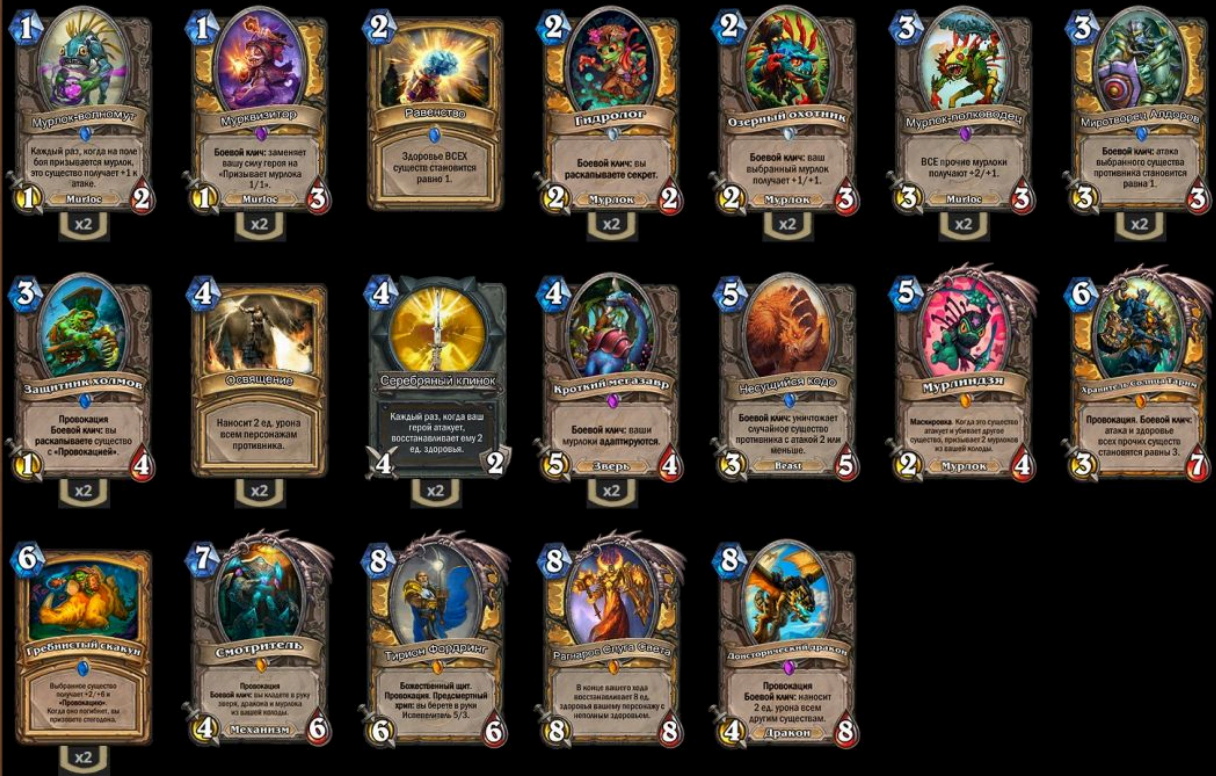 1
Мурлок-волномут
Каждый раз, когда на поле
боя призывается мурлок,
это существо получает +1 к
атаке.
1
Murloc
2
x2
1
Мурквизитор
Боевой клич: заменяет
вашу силу героя на
«Призывает мурлока
1/1».
1
Murloc
3
x2
2
Равенство
Здоровье ВСЕХ
существ становится
равно 1.
2
Гидролог
Боевой клич: вы
раскапываете секрет.
2
Мурлок
2
x2
2
Озерный охотник
Боевой клич: ваш
выбранный мурлок
получает +1/+1.
2
Мурлок
3
x2
3
Мурлок-полководец
ВСЕ прочие мурлоки
получают +2/+1.
3
Murloc
3
x2
3
Миротворец Алдоров
Боевой клич: атака
выбранного существа
противника становится
равна 1.
3
3
x2
3
Защитник холмов
Провокация
Боевой клич: вы
раскапываете существо
с «Провокацией».
1
4
x2
4
Освящение
Наносит 2 ед. урона
всем персонажам
противника.
x2
4
Серебряный клинок
Каждый раз, когда ваш
герой атакует,
восстанавливает ему 2
ед. здоровья.
4
2
x2
4
Кроткий мегазавр
Боевой клич: ваши
мурлоки адаптируются.
5
Зверь
4
x2
5
Несущийся кодо
Боевой клич: уничтожает
случайное существо
противника с атакой 2 или
меньше.
3
Beast
5
5
Мурлиндзя
Маскировка. Когда это существо
атакует и убивает другое
существо, призывает 2 мурлоков
из вашей колоды.
2
Мурлок
4
6
Хранитель Солнца Тарим
Провокация. Боевой клич:
атака и здоровье
всех прочих существ
становятся равны 3.
3
7
6
Гребнистый скакун
Выбранное существо
получает +2/+6 и
«Провокацию».
Когда оно погибнет, вы
призовете стегодона.
x2
7
Смотритель
Провокация
Боевой клич: вы кладете в руку
зверя, дракона и мурлока
из вашей колоды.
4
Механизм
6
8
Тирион Фордринг
Божественный щит.
Провокация. Предсмертный
хрип: вы берете в руки
Испепелитель 5/3.
6
6
8
Рагнарос Слуга Света
В конце вашего хода
восстанавливает 8 ед.
здоровья вашему персонажу с
неполным здоровьем.
8
8
8
Доисторический дракон
Провокация
Боевой клич: наносит
2 ед. урона всем
другим существам.
4
Дракон
8